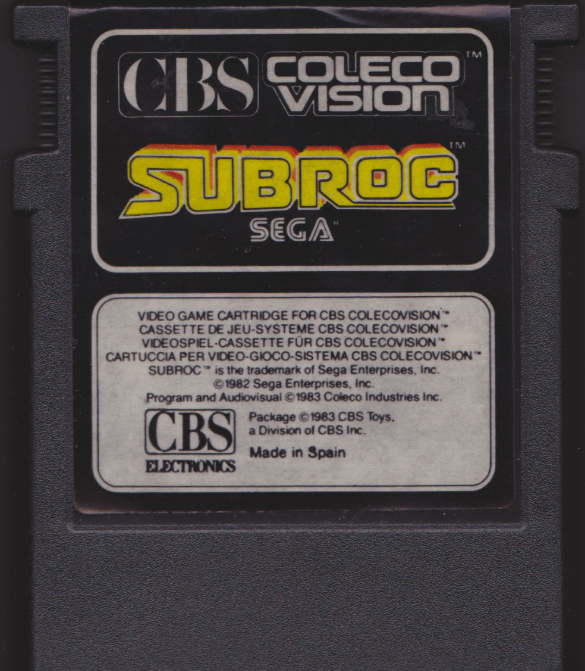 CBS COLECO VISION™
SUBROC™
SEGA™
VIDEO GAME CARTRIDGE FOR CBS COLECOVISION™
CASSETTE DE JEU-SYSTEME CBS COLECOVISION™
VIDEOSPIEL-CASSETTE FÜR CBS COLECOVISION™
CARTUCCIA PER VIDEO-GIOCO-SISTEMA CBS COLECOVISION™
SUBROC™ is the trademark of Sega Enterprises, Inc.
©1982 Sega Enterprises, Inc.
Program and Audiovisual ©1983 Coleco Industries Inc.
CBS ELECTRONICS
Package ©1983 CBS Toys,
a Division of CBS Inc.
Made in Spain